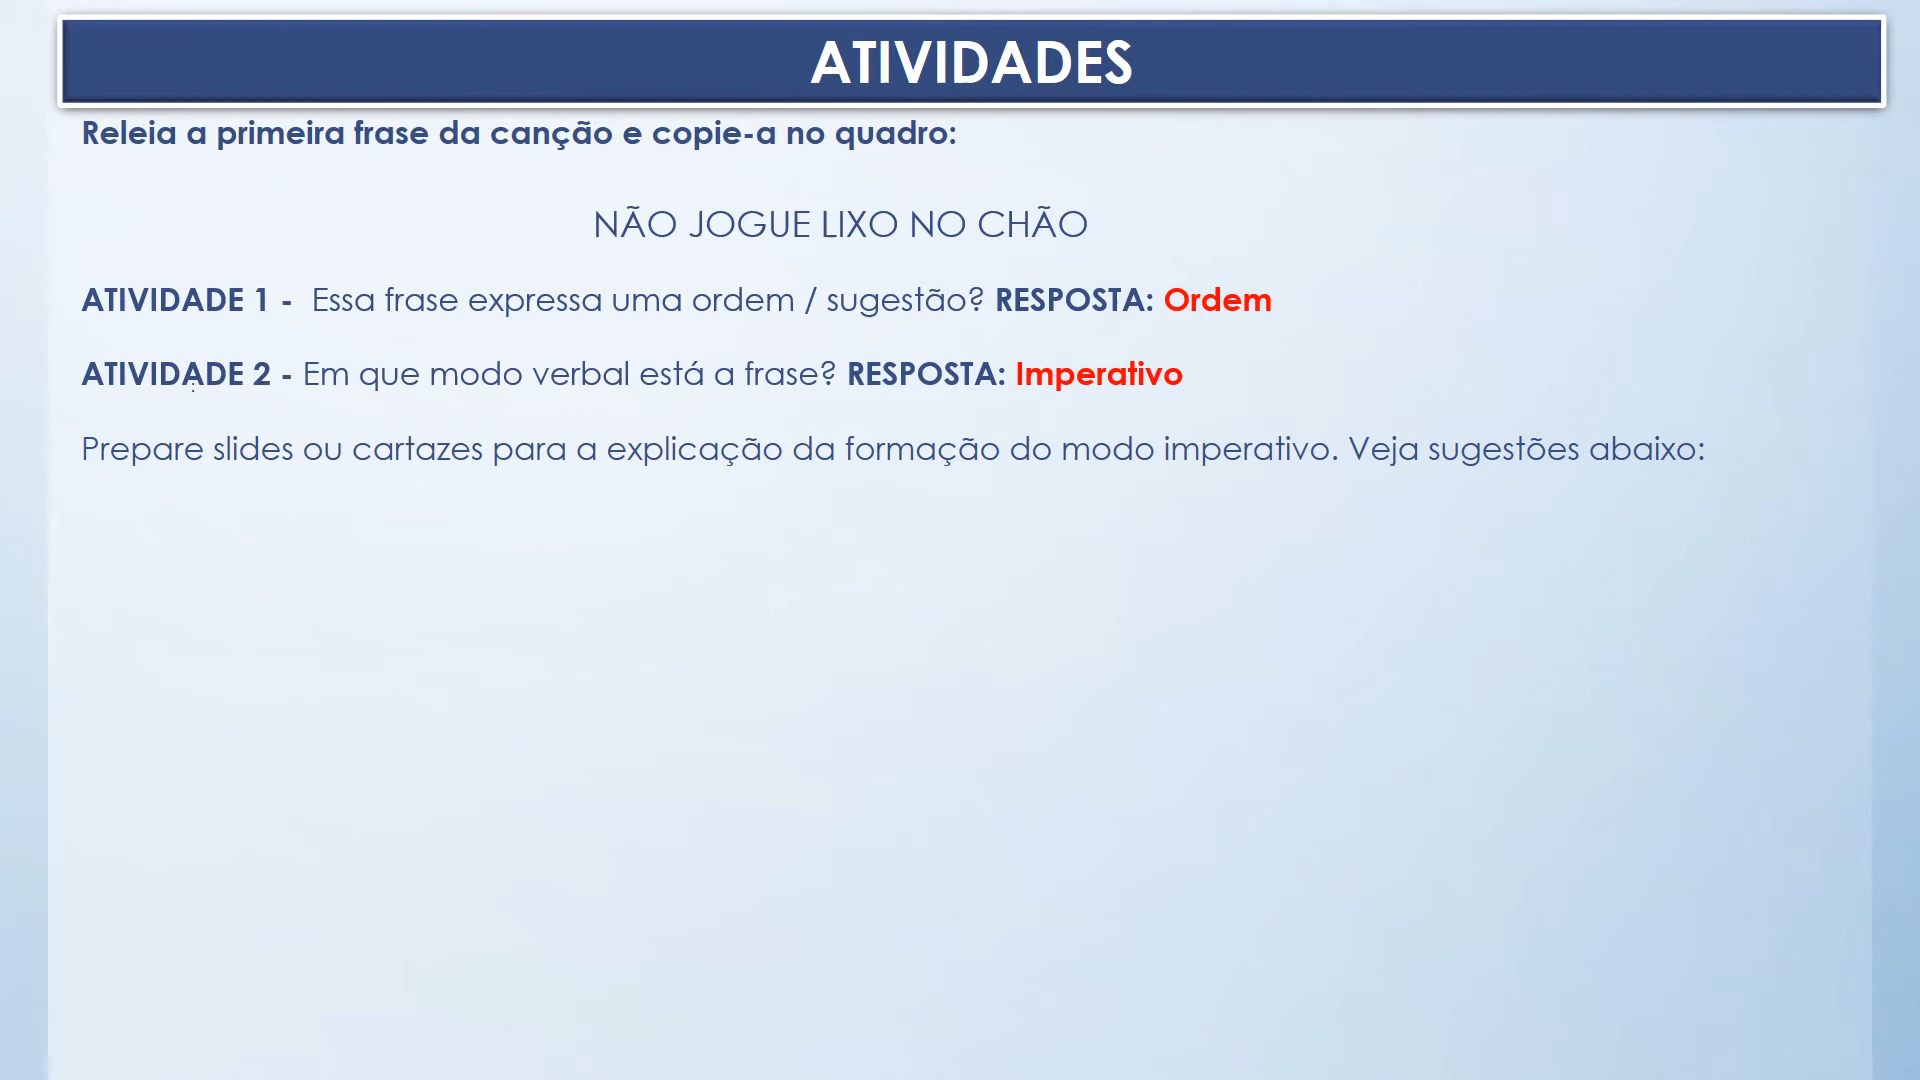 ATIVIDADES
Releia a primeira frase da canção e copie-a no quadro:
NÃO JOGUE LIXO NO CHÃO
ATIVIDADE 1 - Essa frase expressa uma ordem / sugestão? RESPOSTA: Ordem
ATIVIDADE 2 - Em que modo verbal está a frase? RESPOSTA: Imperativo
Prepare slides ou cartazes para a explicação da formação do modo imperativo. Veja sugestões abaixo: